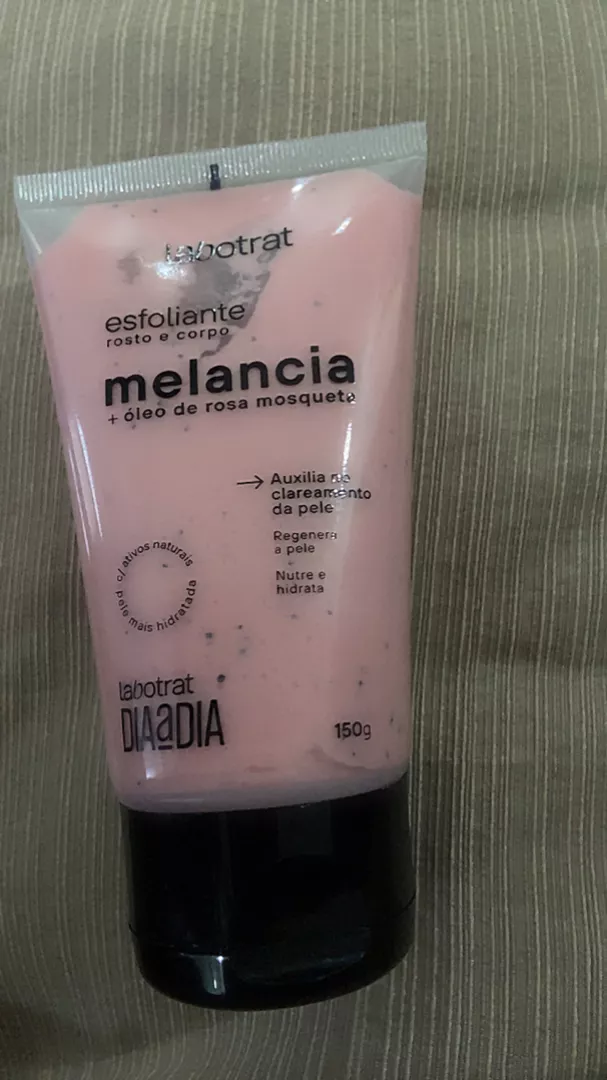 labotrat
esfoliante
rosto e corpo
melancia
+ óleo de rosa mosqueta
→ Auxilia no
clareamento
da pele
Regenera
a pele
Nutre e
hidrata
c/ ativos naturais
pele mais hidratada
labotrat
DIAaDIA
150g